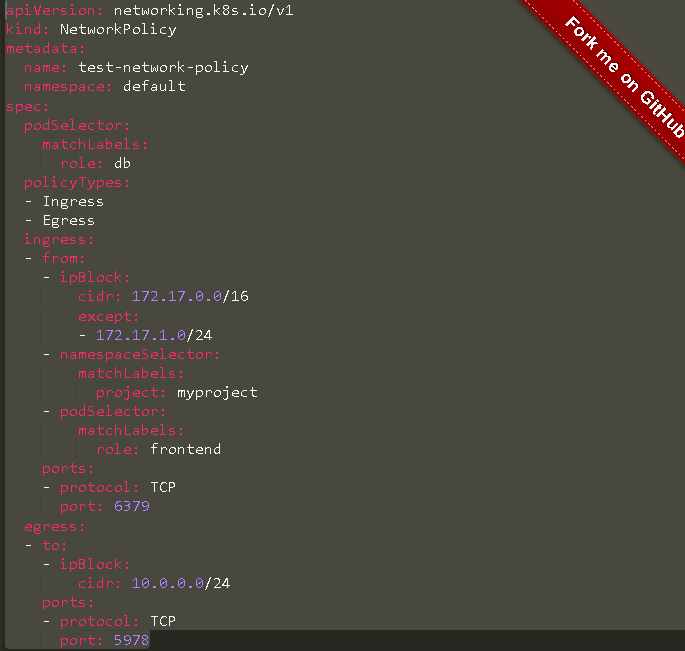 apiVersion: networking.k8s.io/v1
kind: NetworkPolicy
metadata:
  name: test-network-policy
  namespace: default
spec:
  podSelector:
    matchLabels:
      role: db
  policyTypes:
  - Ingress
  - Egress
  ingress:
  - from:
    - ipBlock:
        cidr: 172.17.0.0/16
        except:
        - 172.17.1.0/24
    - namespaceSelector:
        matchLabels:
          project: myproject
    - podSelector:
        matchLabels:
          role: frontend
    ports:
    - protocol: TCP
      port: 6379
  egress:
  - to:
    - ipBlock:
        cidr: 10.0.0.0/24
    ports:
    - protocol: TCP
      port: 5978
Fork me on GitHub